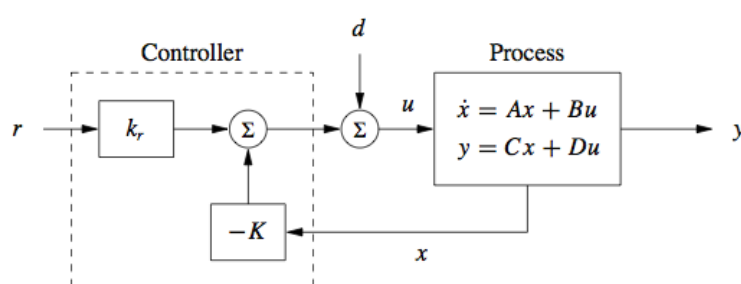 d
Controller
Process
r
k_r
Σ
Σ
u
ẋ = Ax + Bu
y = Cx + Du
y
−K
x